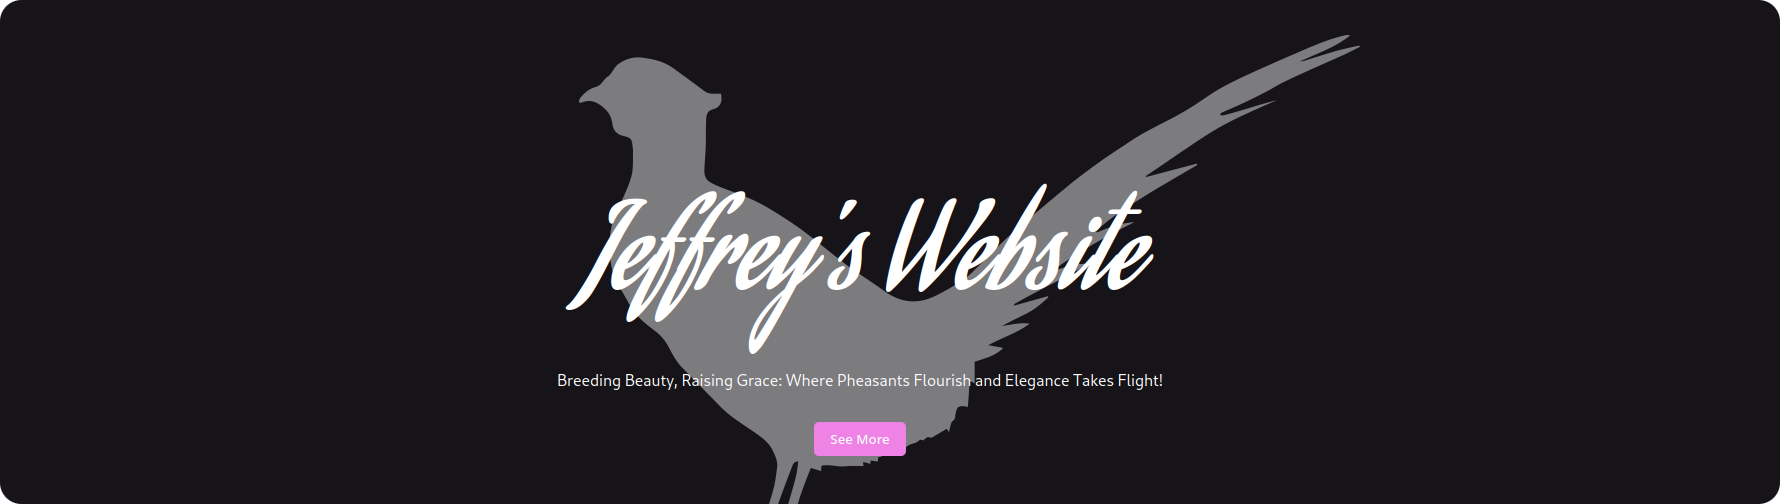 Jeffrey's Website
Breeding Beauty, Raising Grace: Where Pheasants Flourish and Elegance Takes Flight!
See More